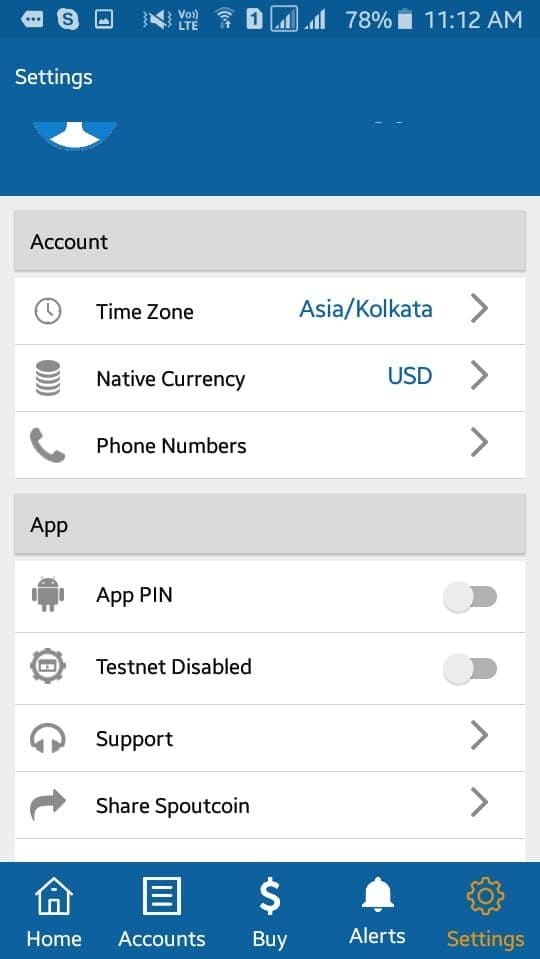 Vo)) LTE 1 78% 11:12 AM
Settings
Account
Time Zone Asia/Kolkata
Native Currency USD
Phone Numbers
App
App PIN
Testnet Disabled
Support
Share Spoutcoin
Home Accounts Buy Alerts Settings